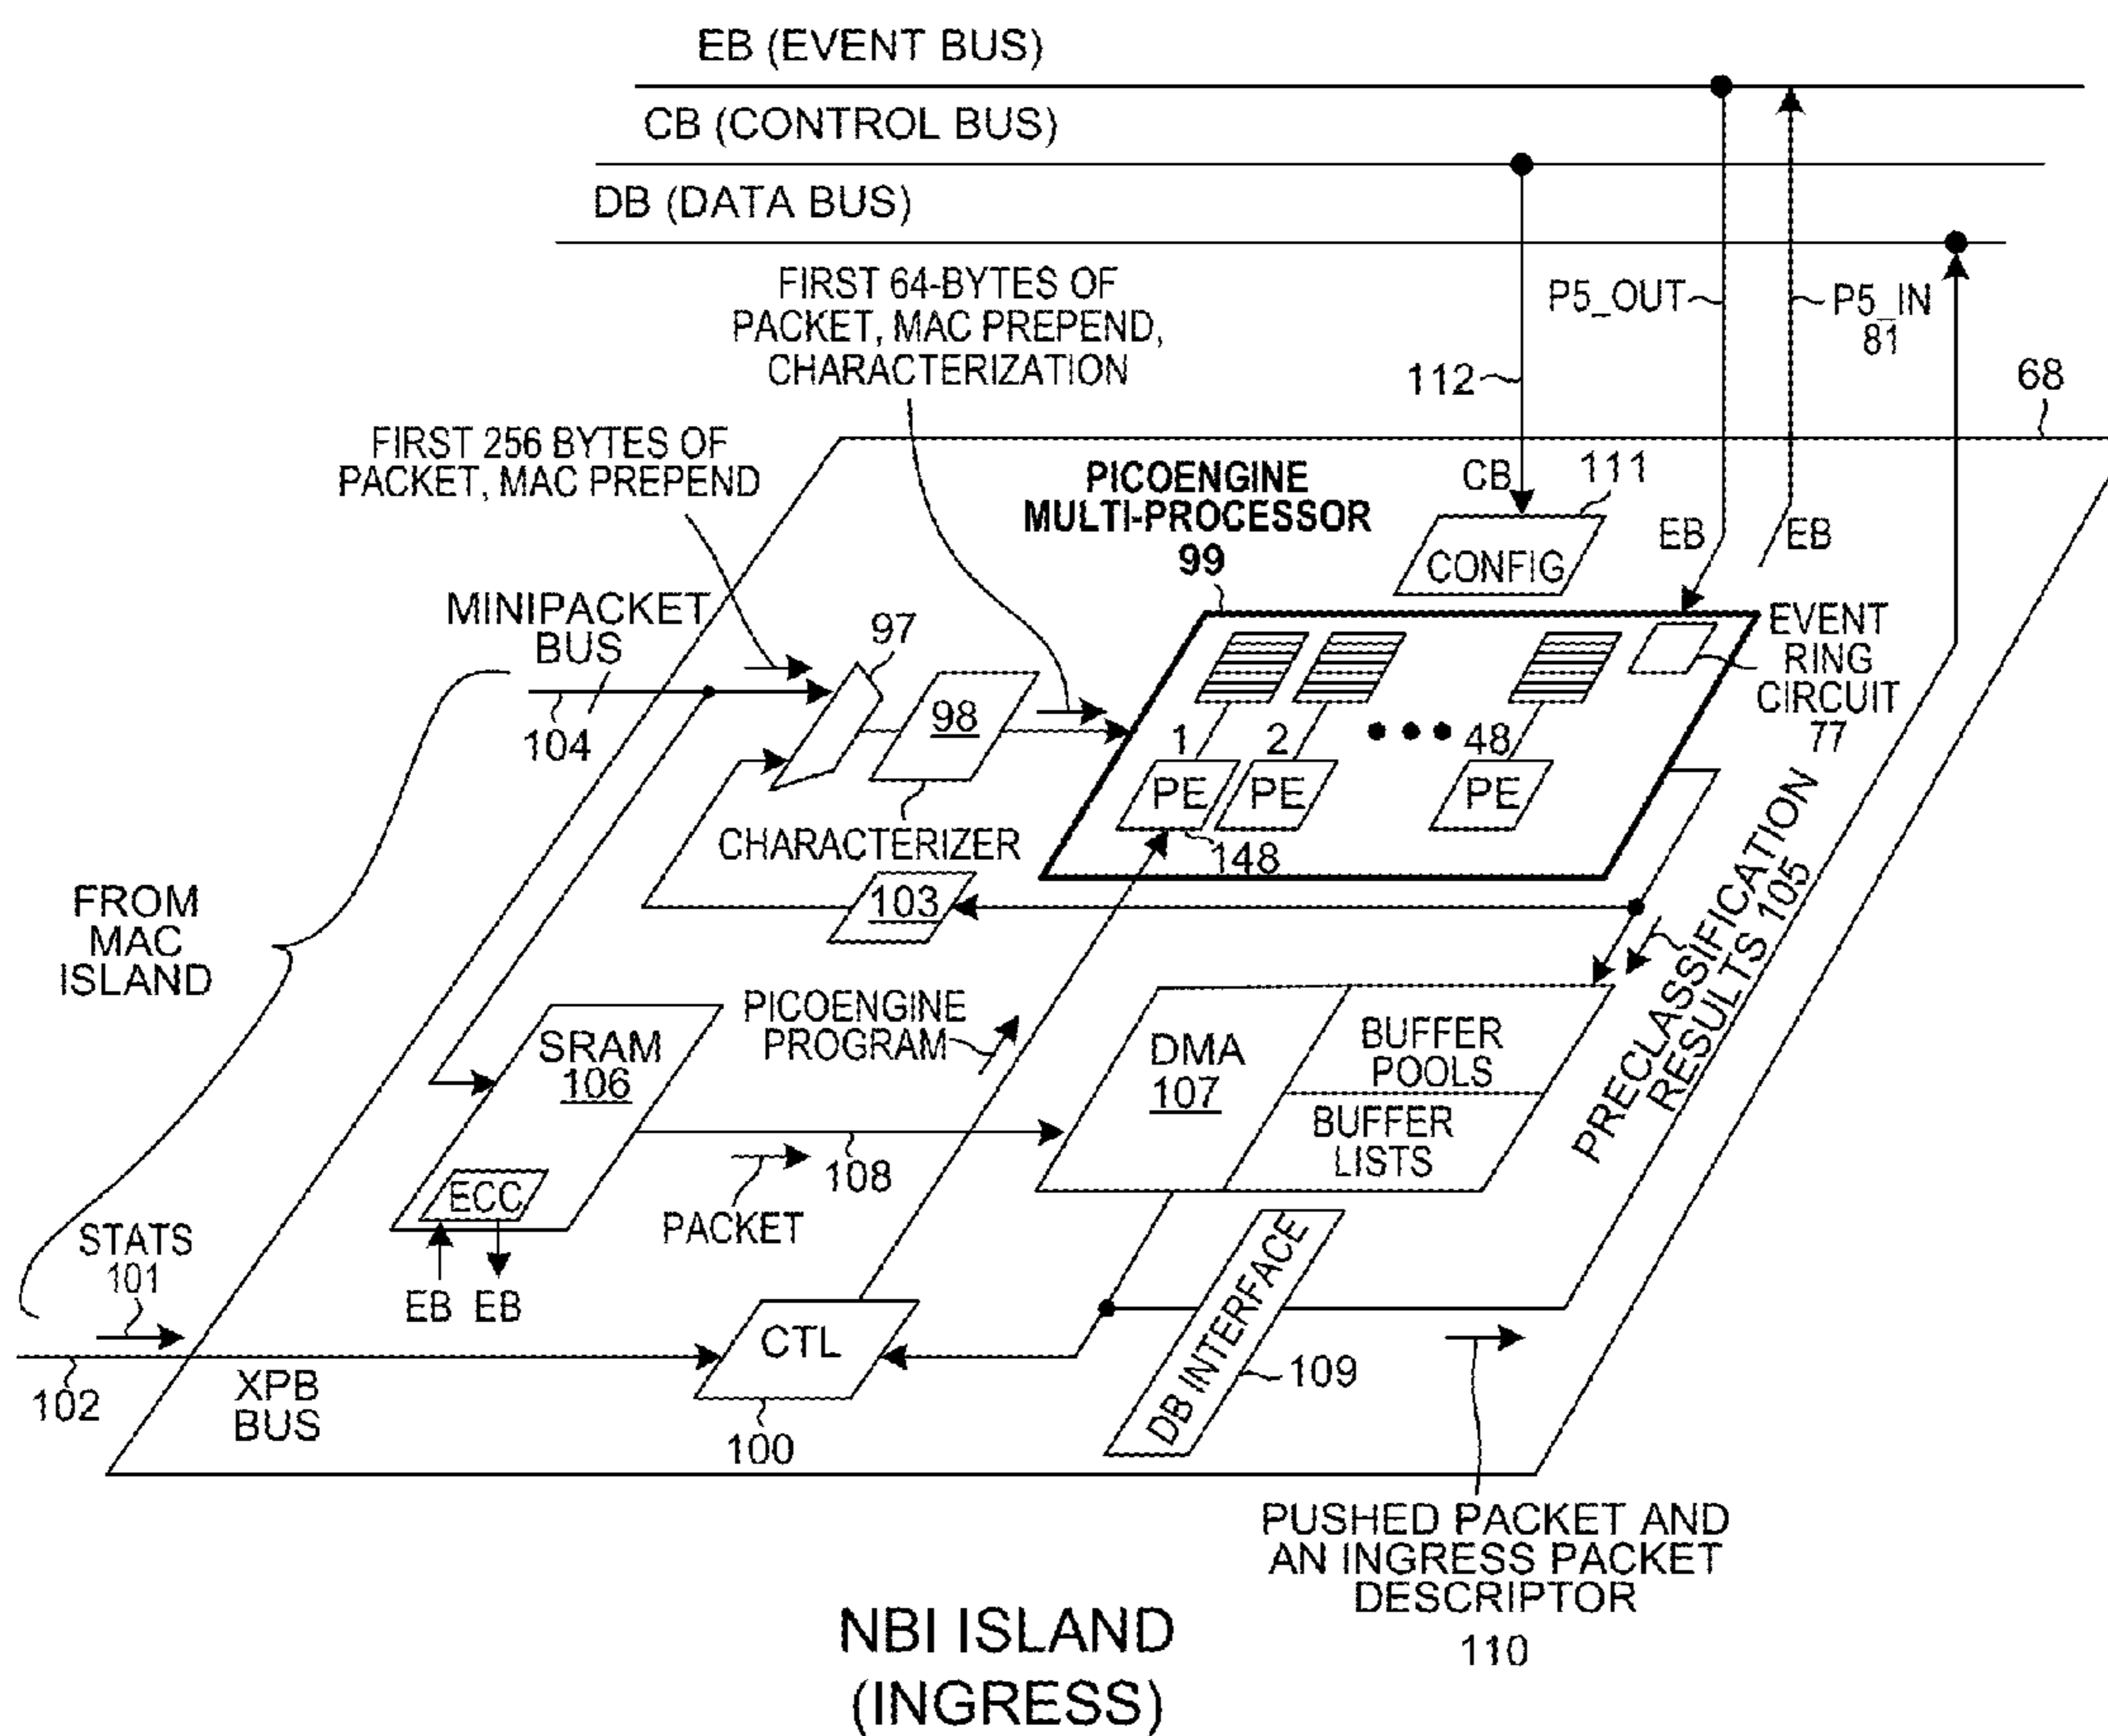 EB (EVENT BUS)
CB (CONTROL BUS)
DB (DATA BUS)
FIRST 64-BYTES OF
PACKET, MAC PREPEND,
CHARACTERIZATION
P5_OUT
P5_IN
81
112
68
FIRST 256 BYTES OF
PACKET, MAC PREPEND
PICOENGINE
MULTI-PROCESSOR
99
CB
111
CONFIG
EB
EB
MINIPACKET
BUS
104
97
98
CHARACTERIZER
EVENT
RING
CIRCUIT
77
1
2
48
PE
PE
PE
148
103
FROM
MAC
ISLAND
PRECLASSIFICATION
RESULTS 105
SRAM
106
ECC
EB
EB
PICOENGINE
PROGRAM
DMA
107
BUFFER
POOLS
BUFFER
LISTS
108
PACKET
STATS
101
102
XPB
BUS
CTL
100
DB INTERFACE
109
PUSHED PACKET AND
AN INGRESS PACKET
DESCRIPTOR
110
NBI ISLAND
(INGRESS)